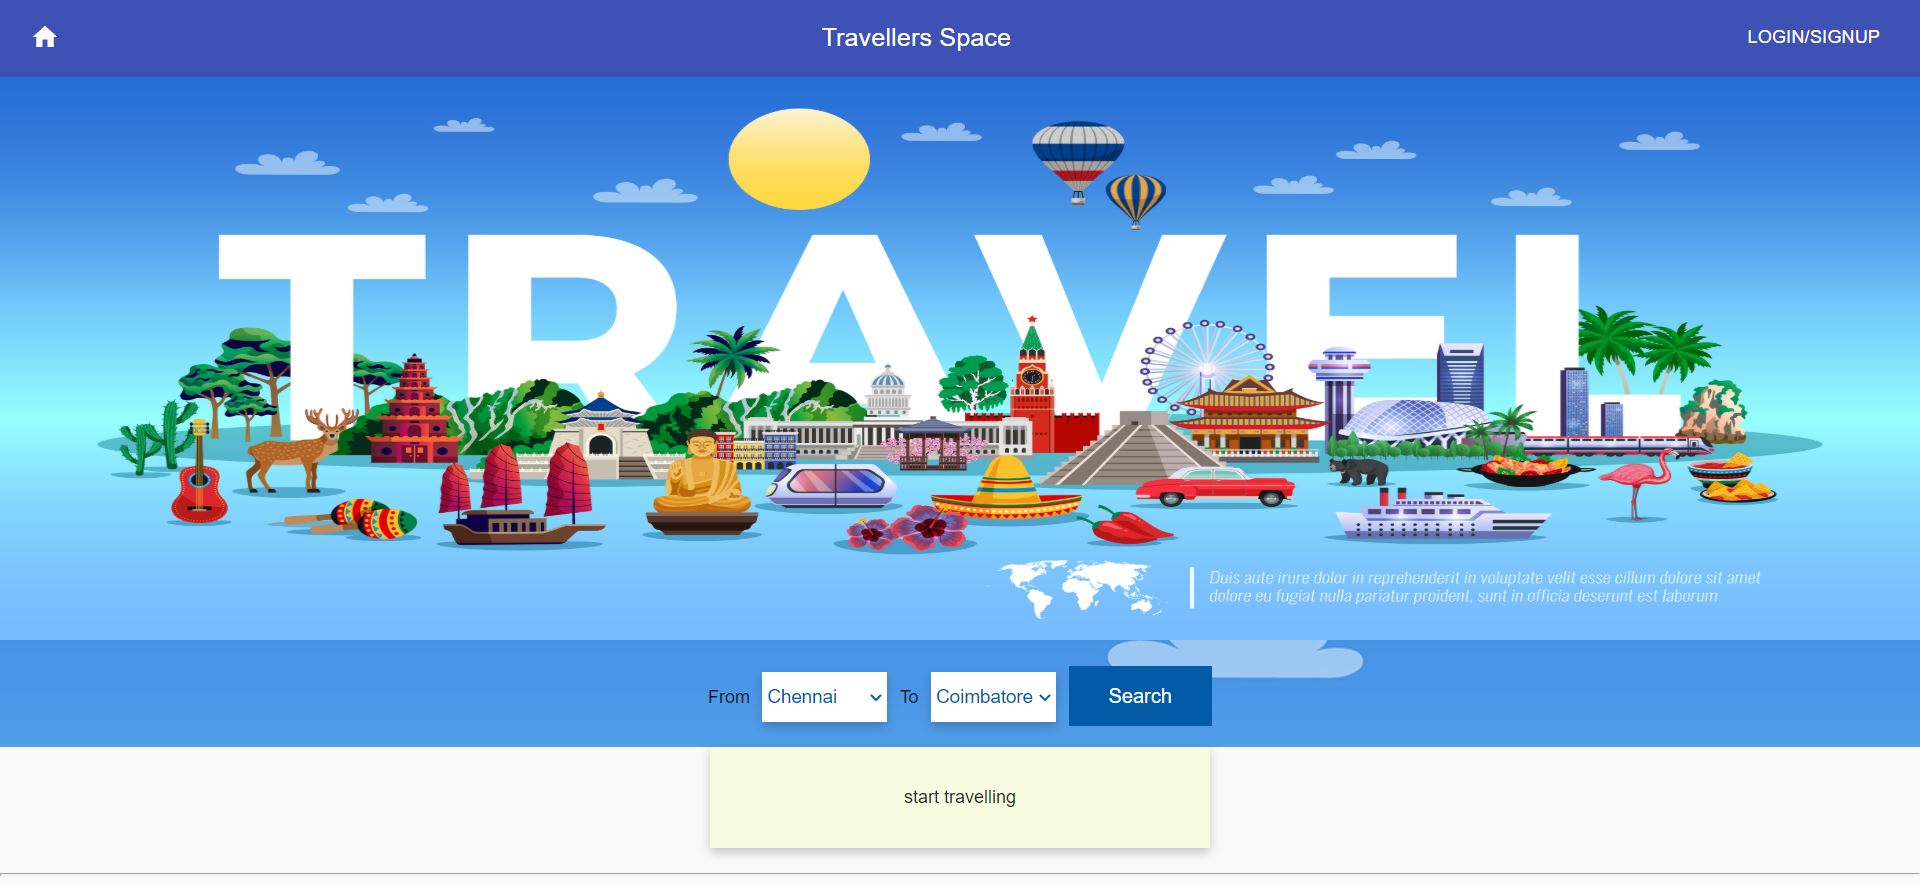 Travellers Space
LOGIN/SIGNUP
TRAVEL
Duis aute irure dolor in reprehenderit in voluptate velit esse cillum dolore sit amet
dolore eu fugiat nulla pariatur proident, sunt in officia deserunt est laborum
From Chennai To Coimbatore Search
start travelling